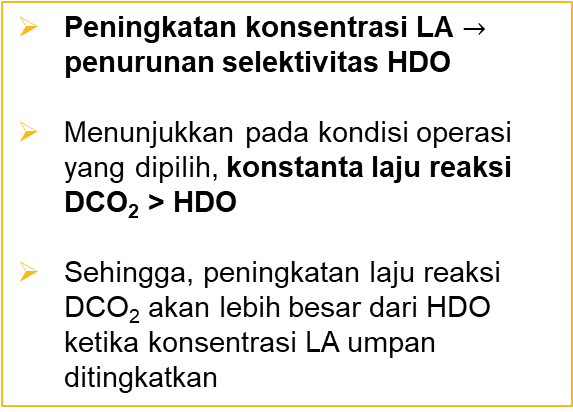 ➢ Peningkatan konsentrasi LA →
penurunan selektivitas HDO
➢ Menunjukkan pada kondisi operasi
yang dipilih, konstanta laju reaksi
DCO₂ > HDO
➢ Sehingga, peningkatan laju reaksi
DCO₂ akan lebih besar dari HDO
ketika konsentrasi LA umpan
ditingkatkan